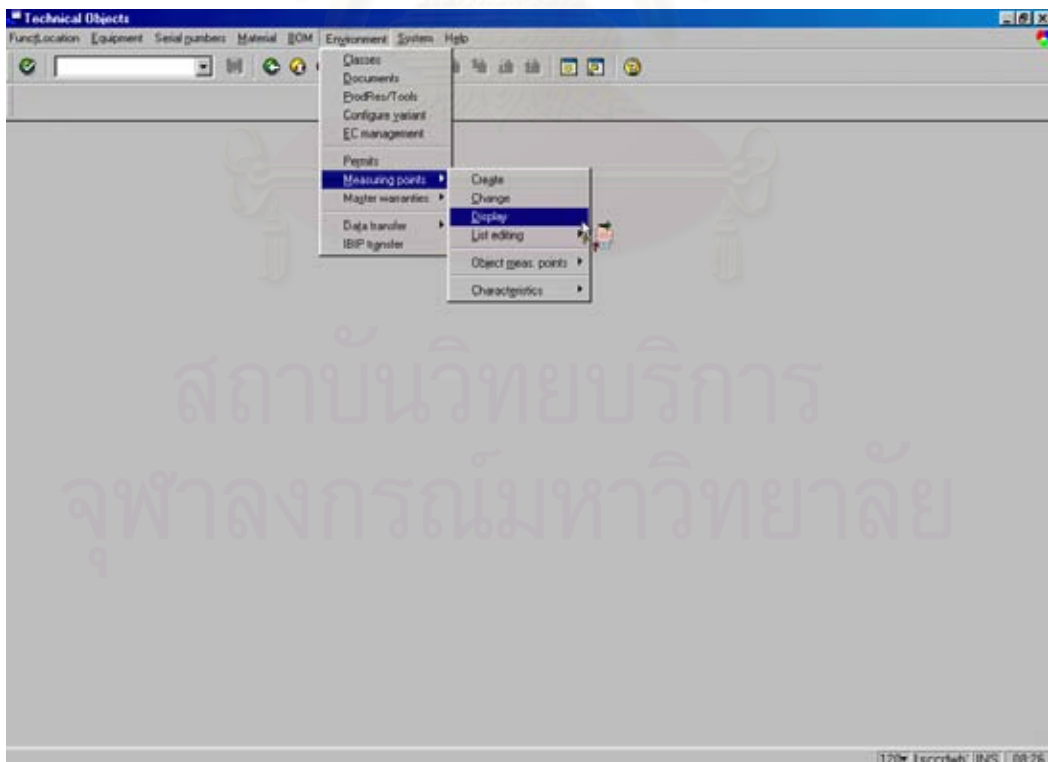 Technical Objects
FunctLocation Equipment Serial numbers Material BOM Environment System Help
Classes
Documents
ProdRes/Tools
Configure variant
EC management
Permits
Measuring points
Master warranties
Data transfer
IBIP transfer
Create
Change
Display
List editing
Object meas. points
Characteristics
สถาบันวิทยบริการ
จุฬาลงกรณ์มหาวิทยาลัย
INS 08:26